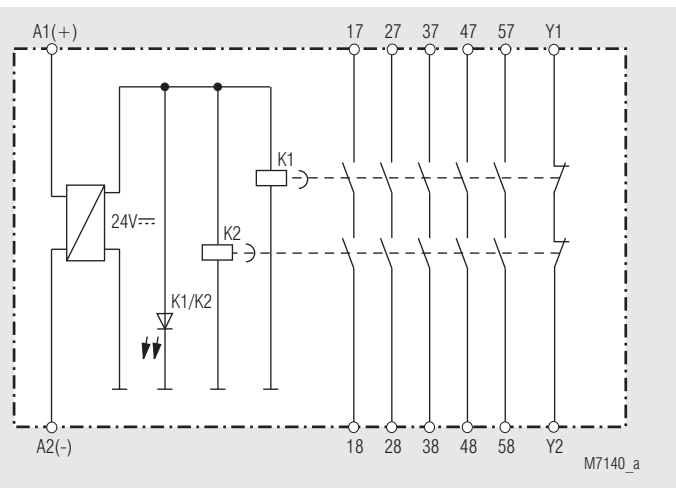 A1(+) 17 27 37 47 57 Y1
K1
24V
K2
K1/K2
A2(-) 18 28 38 48 58 Y2
M7140_a